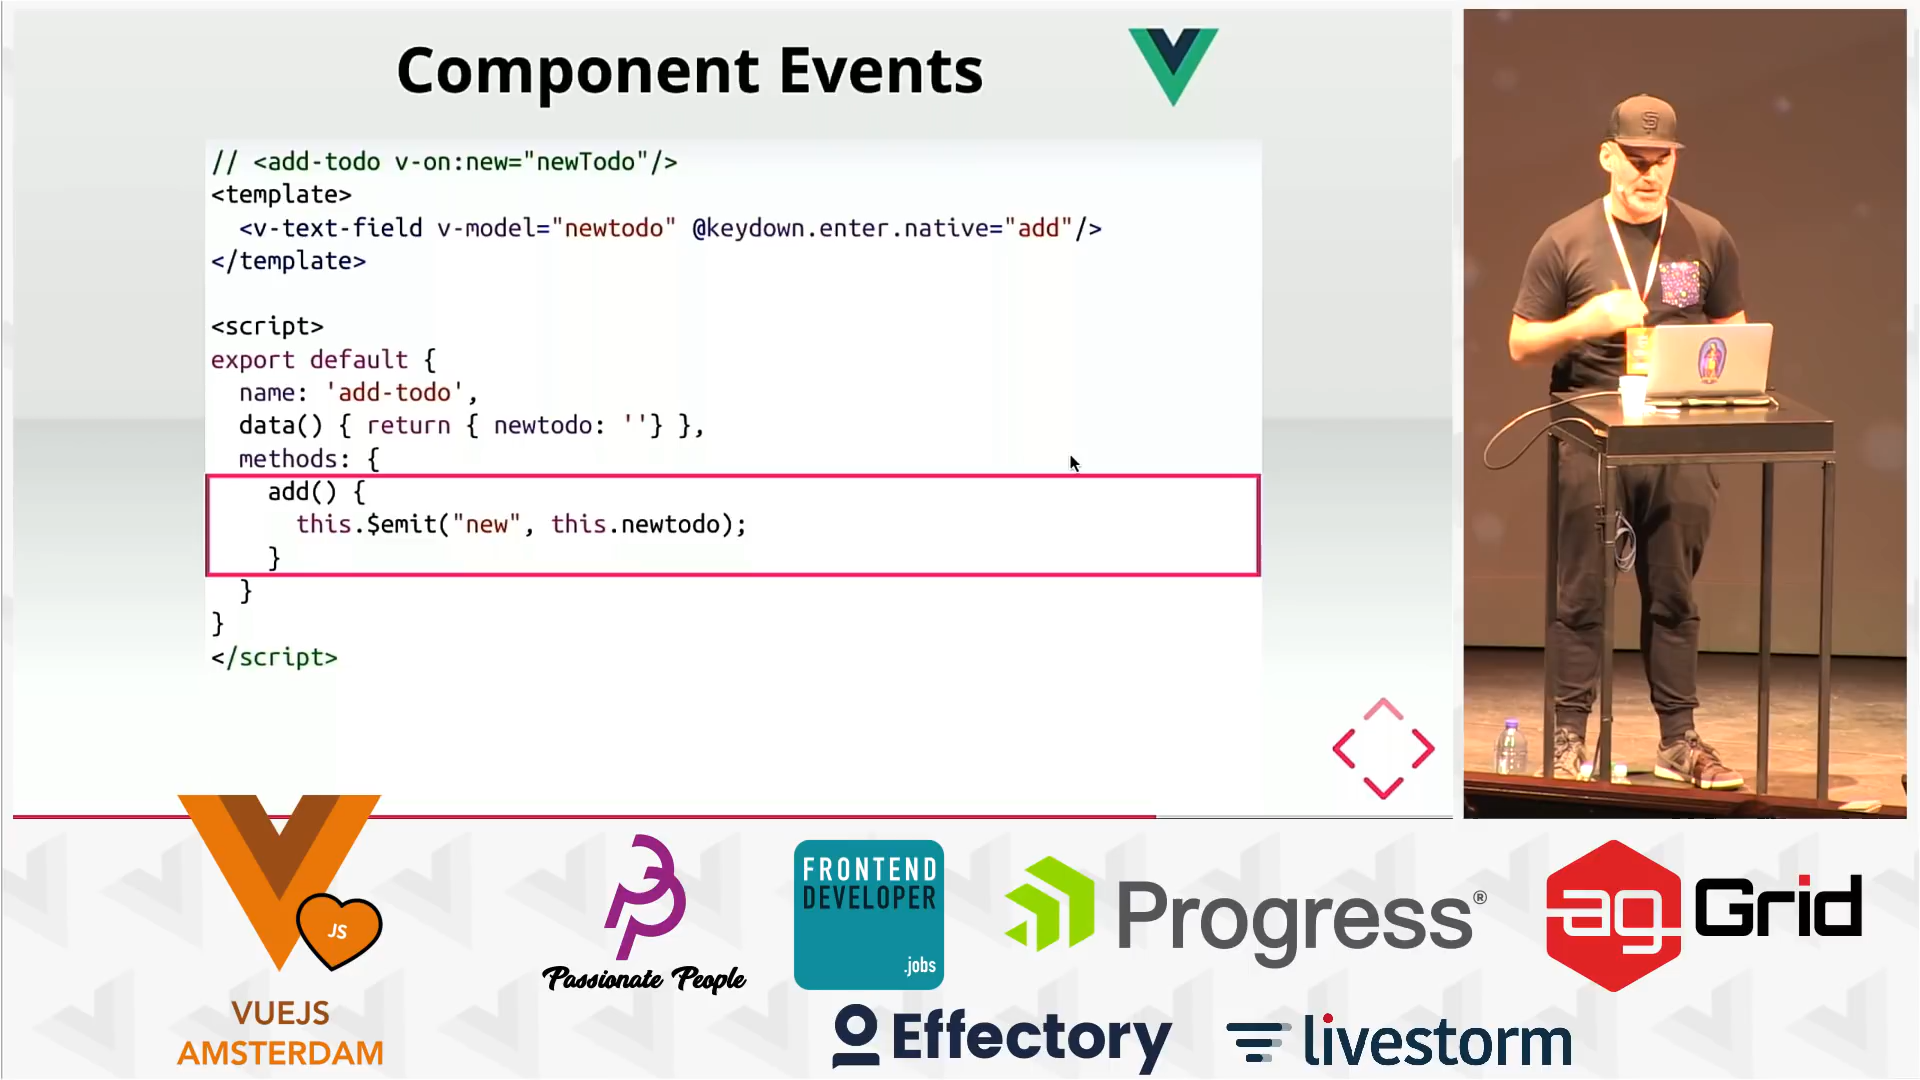 Component Events
// <add-todo v-on:new="newTodo"/>
<template>
  <v-text-field v-model="newtodo" @keydown.enter.native="add"/>
</template>
<script>
export default {
  name: 'add-todo',
  data() { return { newtodo: ''} },
  methods: {
    add() {
      this.$emit("new", this.newtodo);
    }
  }
}
</script>
JS
VUEJS
AMSTERDAM
Passionate People
FRONTEND
DEVELOPER
.jobs
Progress®
ag Grid
Effectory
livestorm